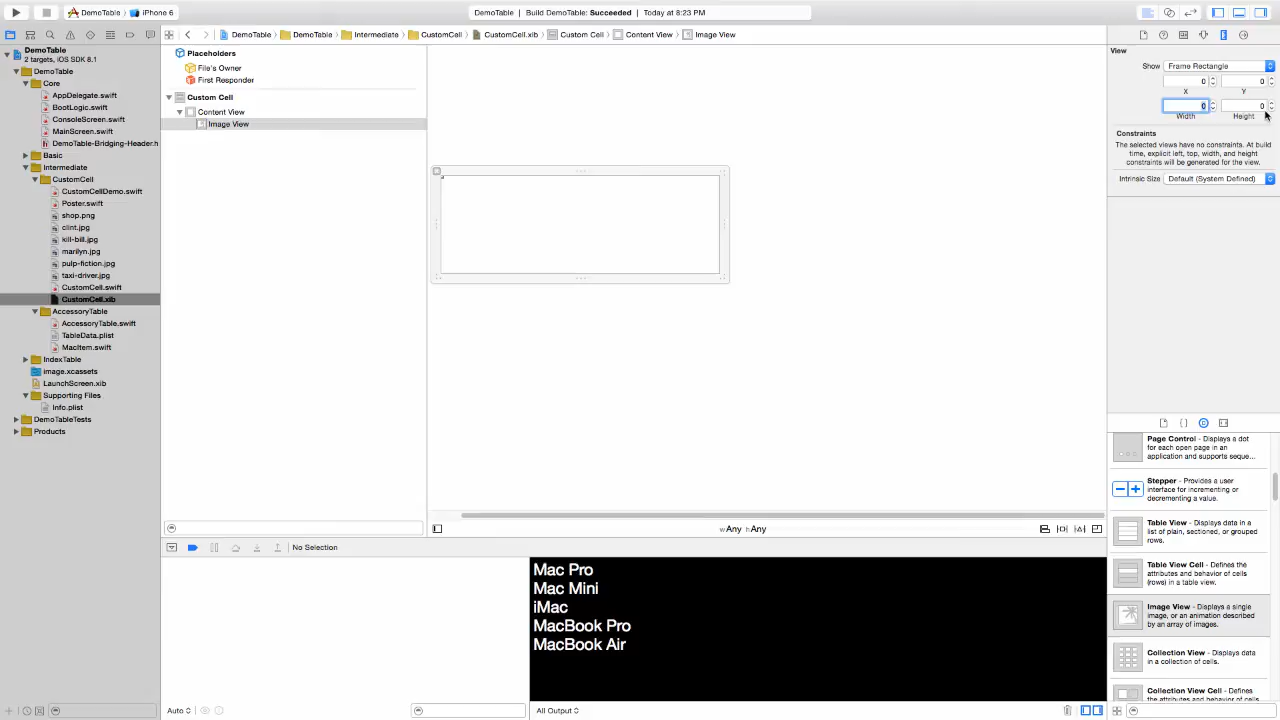 DemoTable
iPhone 6
DemoTable
Build DemoTable: Succeeded
Today at 8:23 PM
DemoTable
DemoTable
Intermediate
CustomCell
CustomCell.xib
Custom Cell
Content View
Image View
DemoTable
2 targets, iOS SDK 8.1
DemoTable
Core
AppDelegate.swift
BootLogic.swift
ConsoleScreen.swift
MainScreen.swift
DemoTable-Bridging-Header.h
Basic
Intermediate
CustomCell
CustomCellDemo.swift
Poster.swift
shop.png
clint.jpg
kill-bill.jpg
marilyn.jpg
pulp-fiction.jpg
taxi-driver.jpg
CustomCell.swift
CustomCell.xib
AccessoryTable
AccessoryTable.swift
TableData.plist
MacItem.swift
IndexTable
image.xcassets
LaunchScreen.xib
Supporting Files
Info.plist
DemoTableTests
Products
Placeholders
File's Owner
First Responder
Custom Cell
Content View
Image View
wAny hAny
No Selection
Mac Pro
Mac Mini
iMac
MacBook Pro
MacBook Air
Auto
All Output
View
Show Frame Rectangle
0 0
X Y
0 0
Width Height
Constraints
The selected views have no constraints. At build
time, explicit left, top, width, and height
constraints will be generated for the view.
Intrinsic Size Default (System Defined)
Page Control - Displays a dot
for each open page in an
application and supports seque...
Stepper - Provides a user
interface for incrementing or
decrementing a value.
Table View - Displays data in a
list of plain, sectioned, or grouped
rows.
Table View Cell - Defines the
attributes and behavior of cells
(rows) in a table view.
Image View - Displays a single
image, or an animation described
by an array of images.
Collection View - Displays data
in a collection of cells.
Collection View Cell - Defines
the attributes and behavior of cells